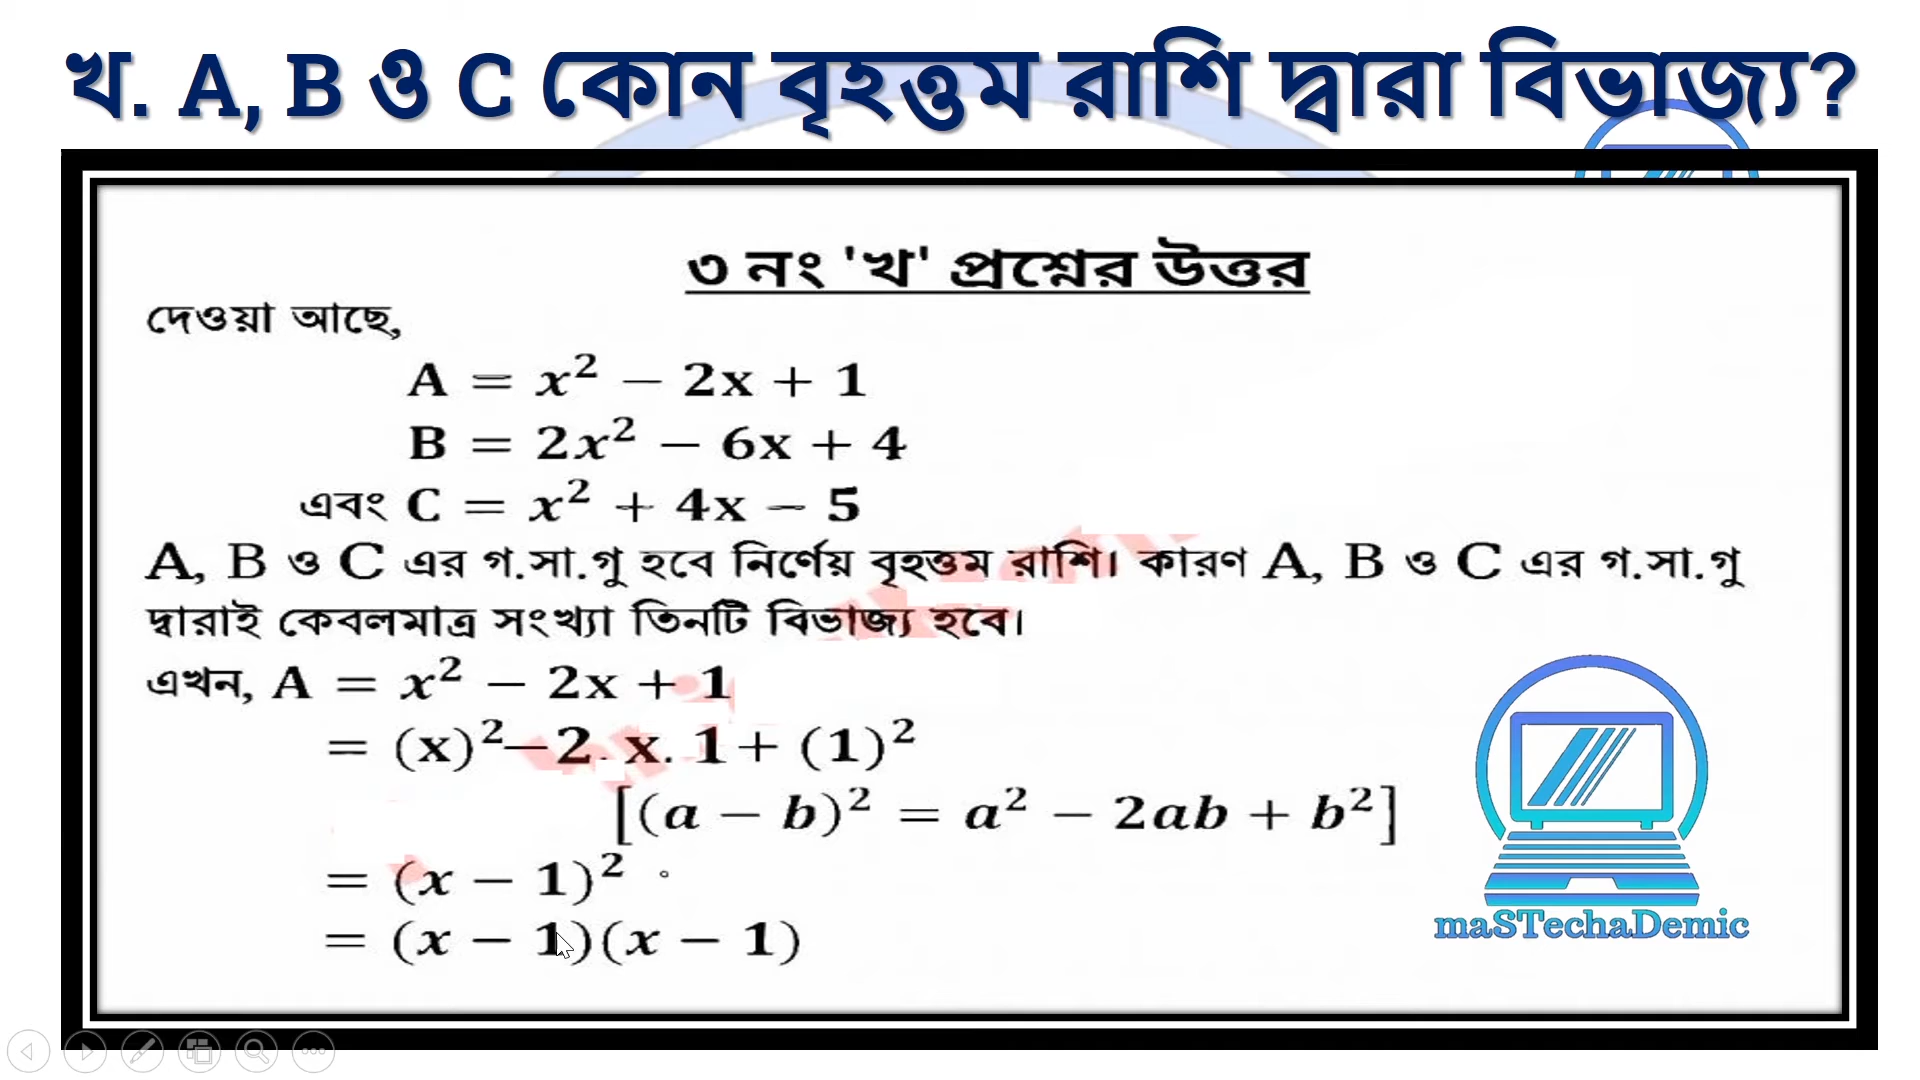 খ. A, B ও C কোন বৃহত্তম রাশি দ্বারা বিভাজ্য?
৩ নং 'খ' প্রশ্নের উত্তর
দেওয়া আছে,
A = x² − 2x + 1
B = 2x² − 6x + 4
এবং C = x² + 4x − 5
A, B ও C এর গ.সা.গু হবে নির্ণেয় বৃহত্তম রাশি। কারণ A, B ও C এর গ.সা.গু
দ্বারাই কেবলমাত্র সংখ্যা তিনটি বিভাজ্য হবে।
এখন, A = x² − 2x + 1
= (x)²−2. x. 1+ (1)²
[(a − b)² = a² − 2ab + b²]
= (x − 1)²
= (x − 1)(x − 1)
maSTechaDemic